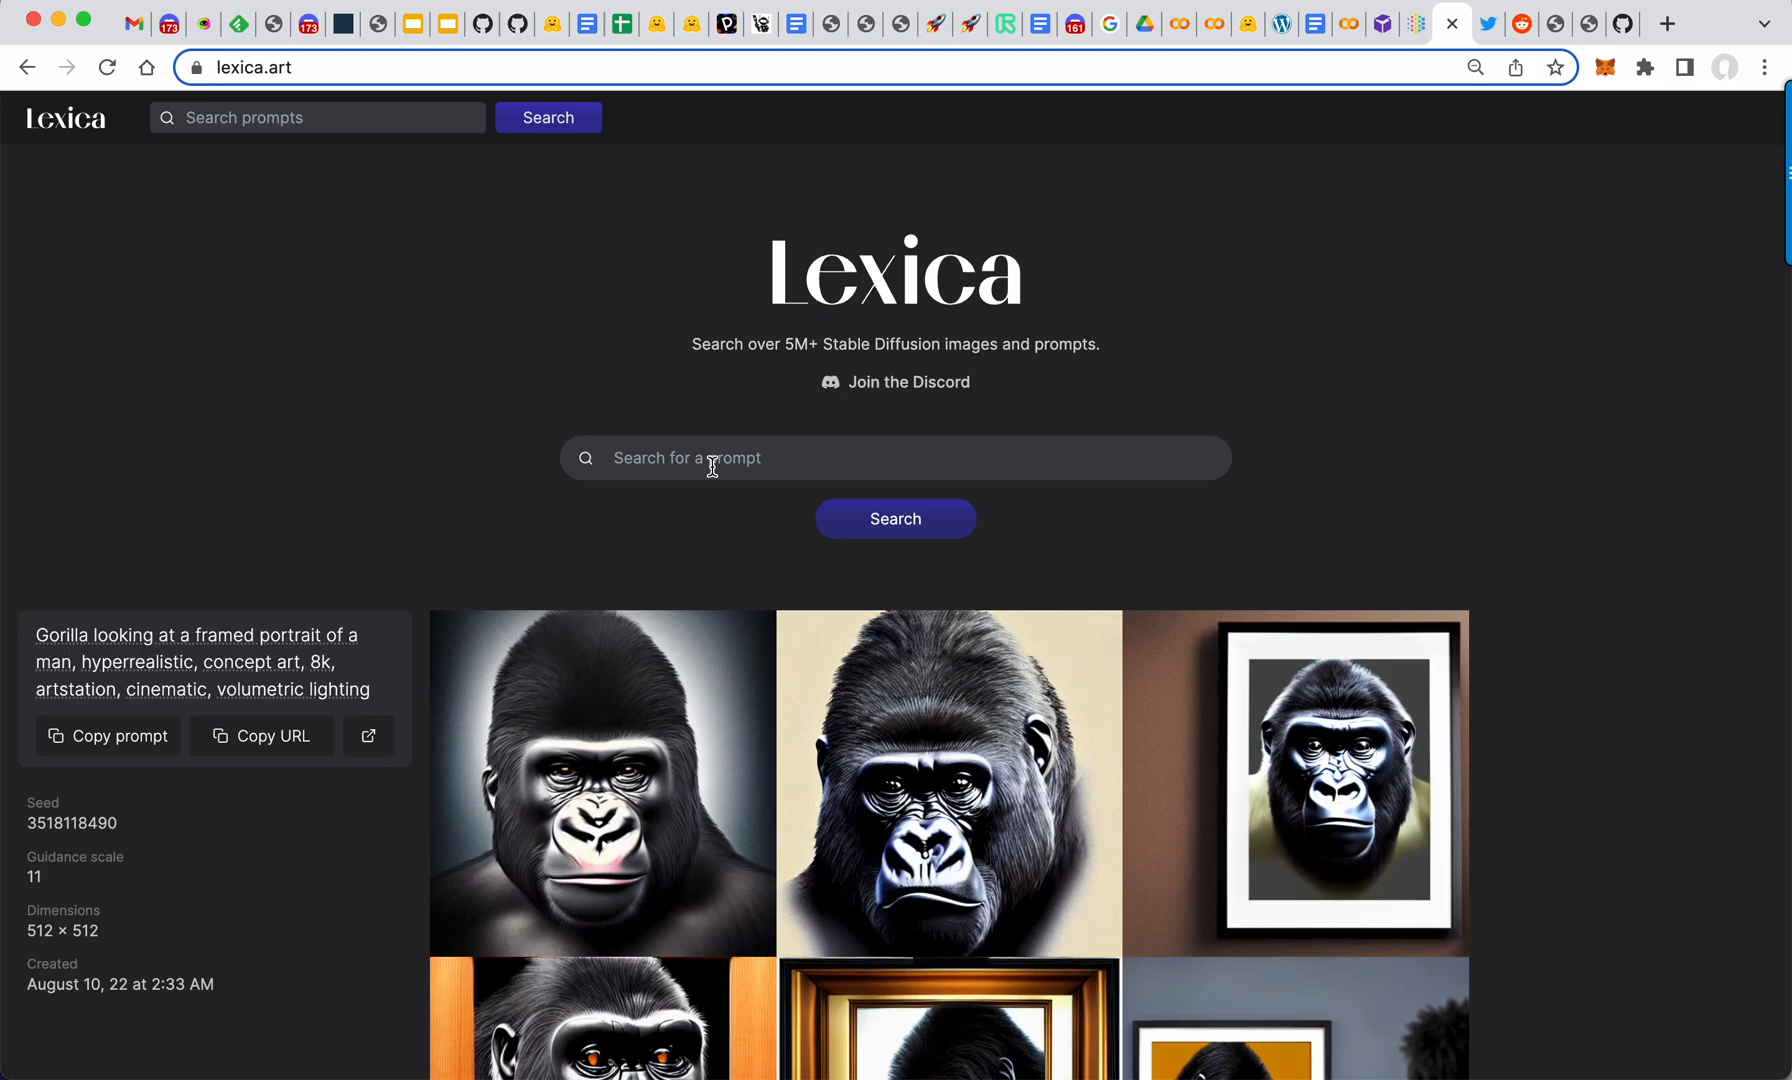 173
173
161
lexica.art
Lexica
Search prompts
Search
Lexica
Search over 5M+ Stable Diffusion images and prompts.
Join the Discord
Search for a prompt
Search
Gorilla looking at a framed portrait of a
man, hyperrealistic, concept art, 8k,
artstation, cinematic, volumetric lighting
Copy prompt
Copy URL
Seed
3518118490
Guidance scale
11
Dimensions
512 × 512
Created
August 10, 22 at 2:33 AM